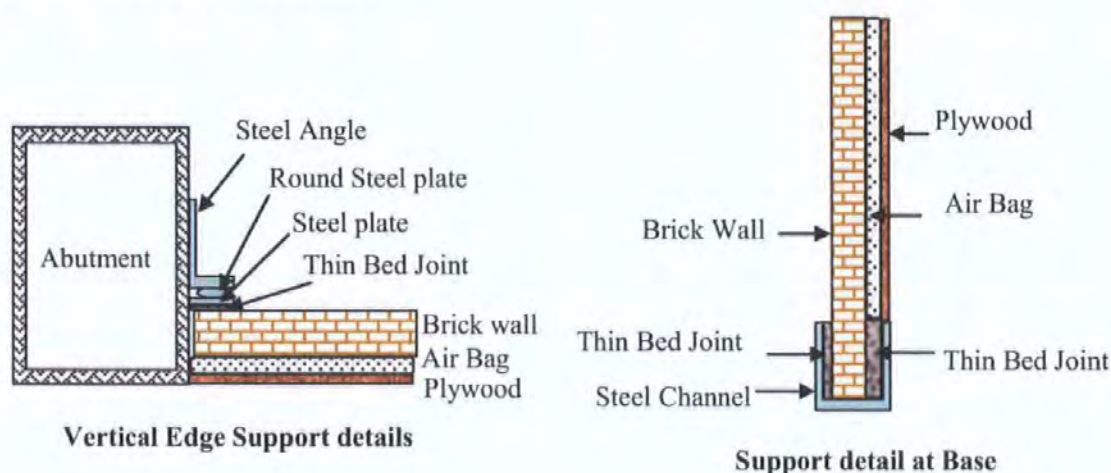 Steel Angle
Round Steel plate
Steel plate
Thin Bed Joint
Abutment
Brick wall
Air Bag
Plywood
Vertical Edge Support details
Plywood
Air Bag
Brick Wall
Thin Bed Joint
Thin Bed Joint
Steel Channel
Support detail at Base